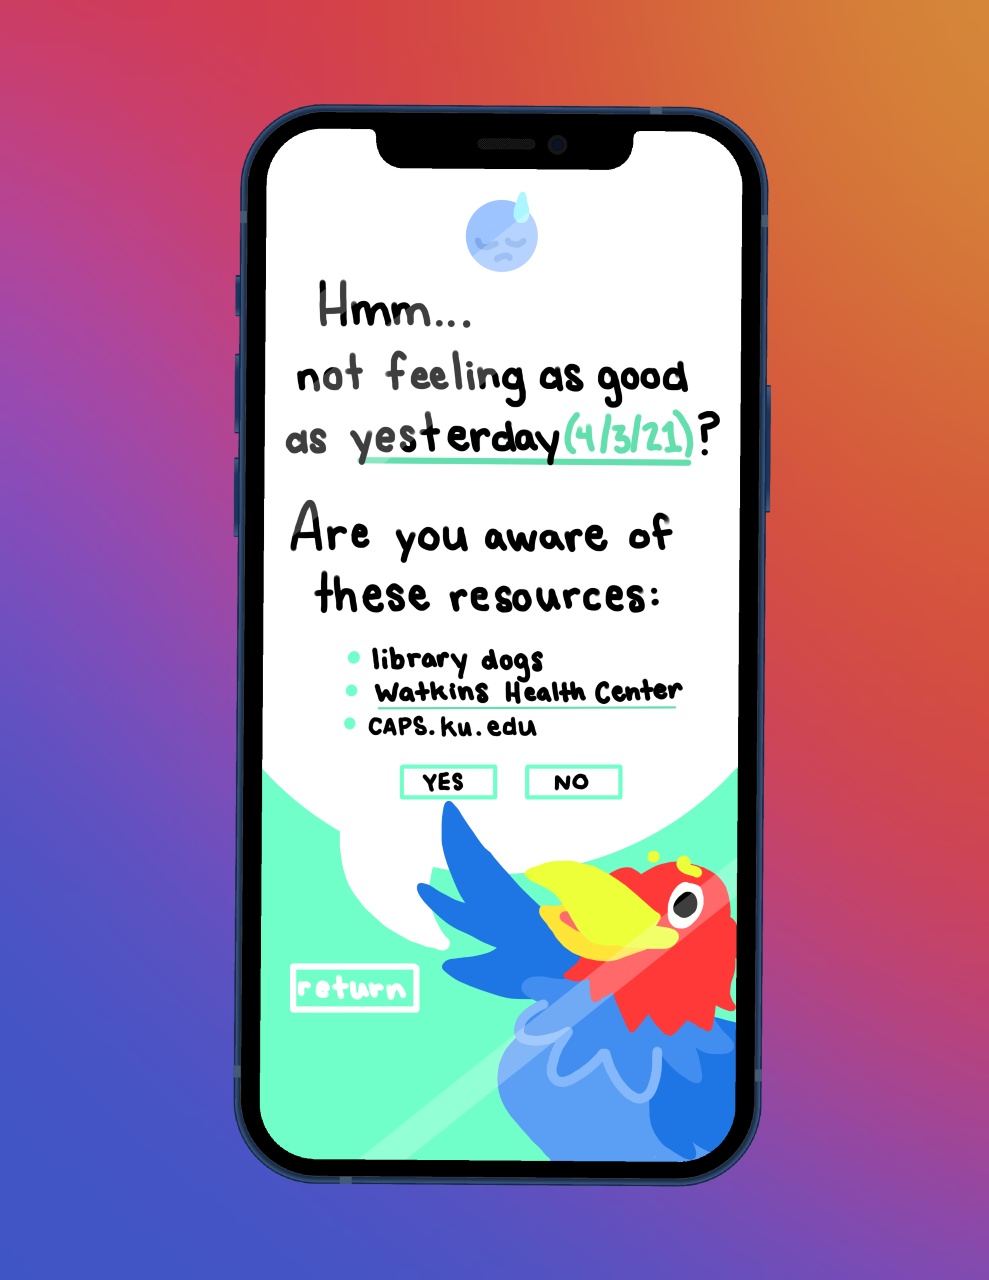 Hmm...
not feeling as good
as yesterday (4/3/21)?
Are you aware of
these resources:
• library dogs
• Watkins Health Center
• CAPS.ku.edu
YES NO
return